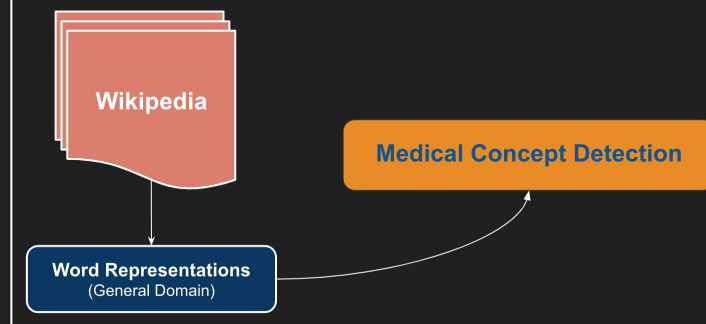 Wikipedia
Medical Concept Detection
Word Representations
(General Domain)